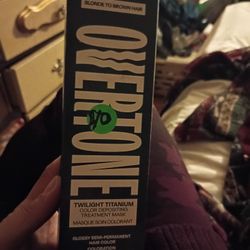 BLONDE TO BROWN HAIR
OVERTONE
TWILIGHT TITANIUM
COLOR DEPOSITING
TREATMENT MASK
MASQUE SOIN COLORANT
GLOSSY SEMI-PERMANENT
HAIR COLOR
COLORATION